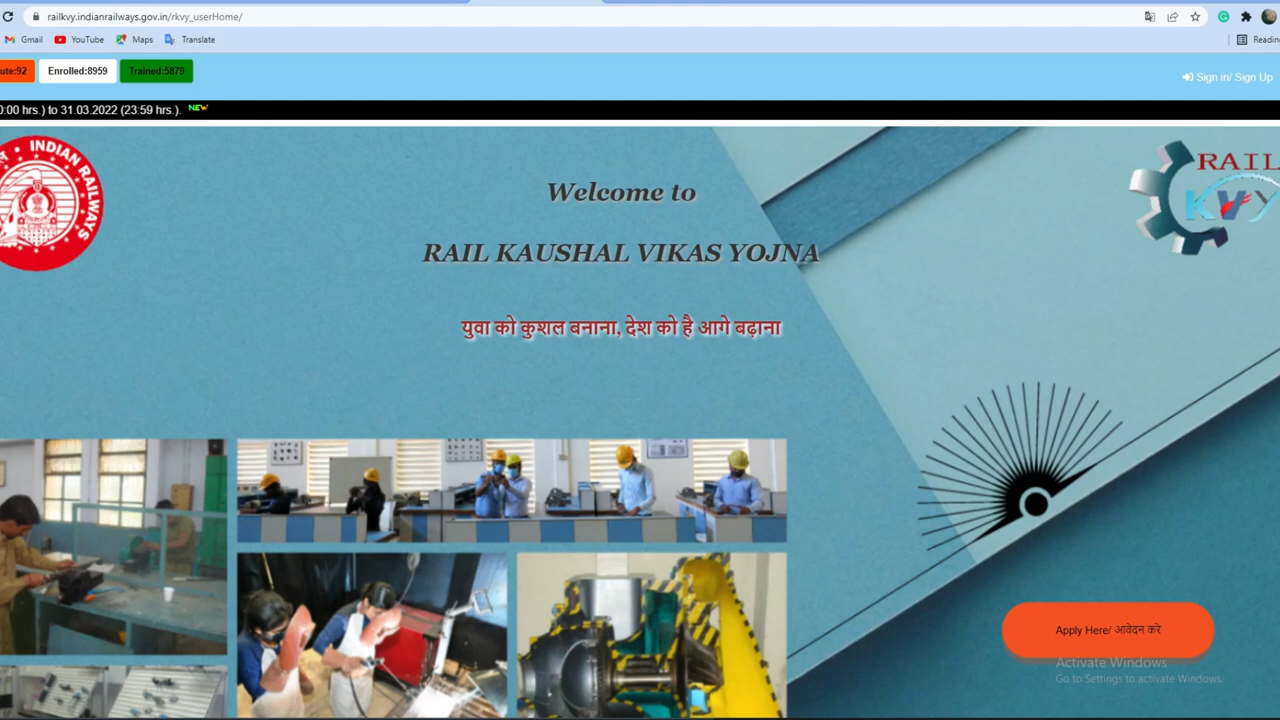 railkvy.indianrailways.gov.in/rkvy_userHome/
Gmail YouTube Maps Translate Readin
ute:92 Enrolled:8959 Trained:5879
Sign in/ Sign Up
0:00 hrs.) to 31.03.2022 (23:59 hrs.). NEW
INDIAN RAILWAYS
RAIL
KVY
Welcome to
RAIL KAUSHAL VIKAS YOJNA
युवा को कुशल बनाना, देश को है आगे बढ़ाना
Apply Here/ आवेदन करे
Activate Windows
Go to Settings to activate Windows.